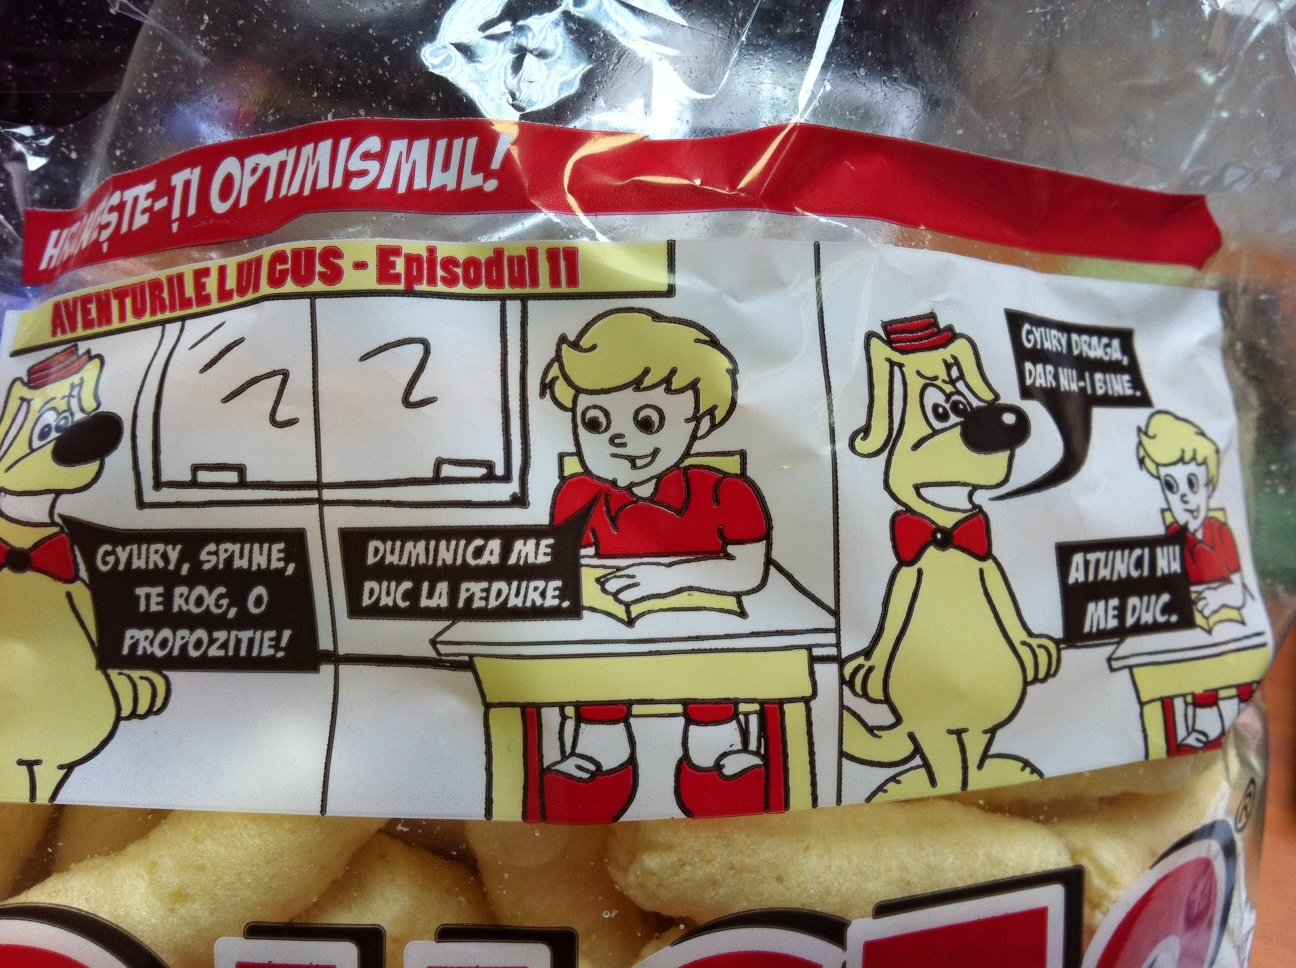 HRĂNEȘTE-ȚI OPTIMISMUL!
AVENTURILE LUI GUS - Episodul 11
GYURY, SPUNE,
TE ROG, O
PROPOZITIE!
DUMINICA ME
DUC LA PEDURE.
GYURY DRAGA,
DAR NU-I BINE.
ATUNCI NU
ME DUC.
®